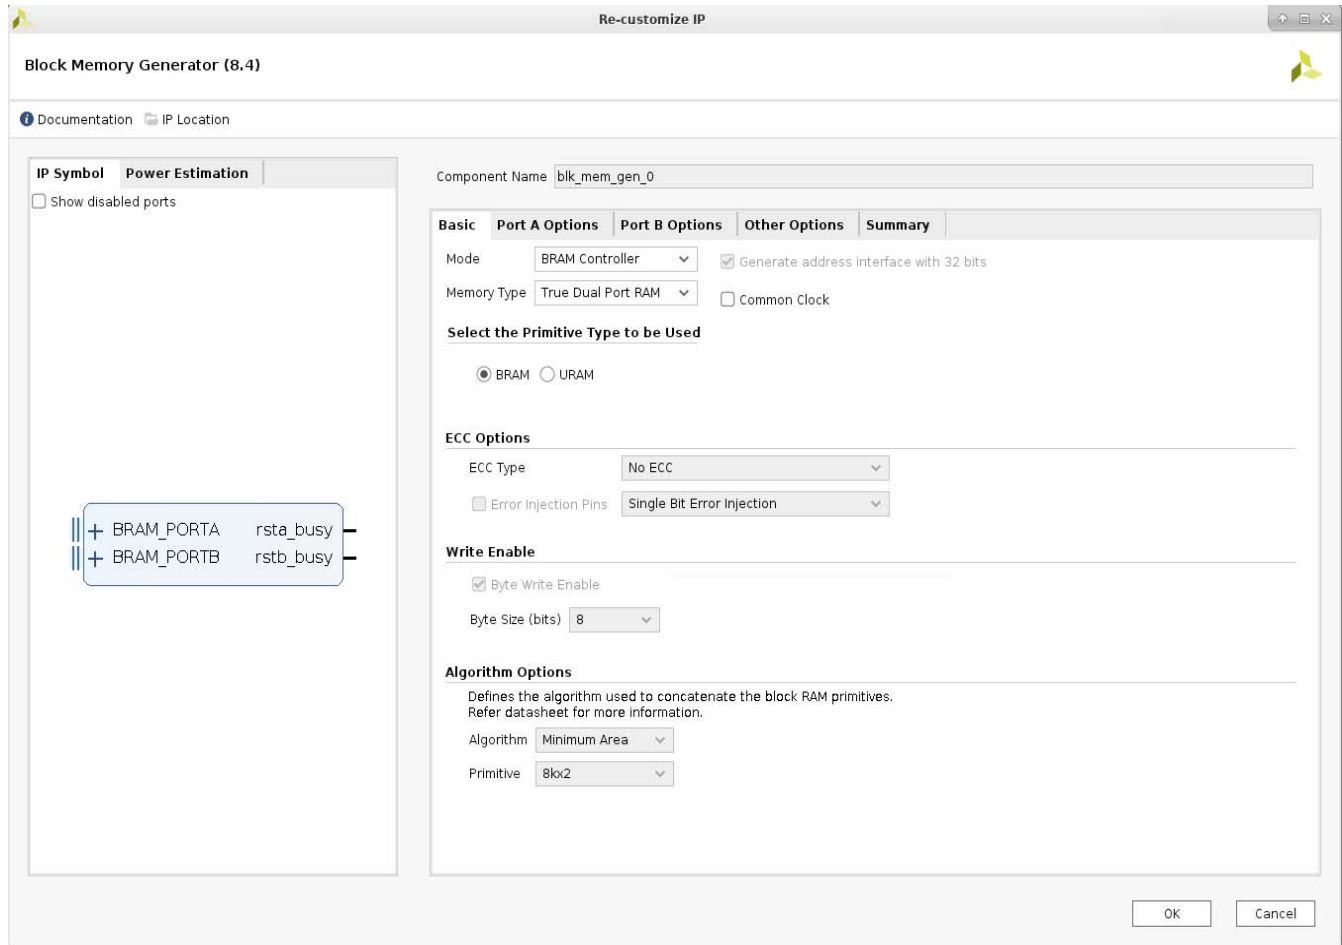 Re-customize IP
Block Memory Generator (8.4)
Documentation IP Location
IP Symbol Power Estimation
Show disabled ports
BRAM_PORTA rsta_busy
BRAM_PORTB rstb_busy
Component Name blk_mem_gen_0
Basic Port A Options Port B Options Other Options Summary
Mode BRAM Controller Generate address interface with 32 bits
Memory Type True Dual Port RAM Common Clock
Select the Primitive Type to be Used
BRAM URAM
ECC Options
ECC Type No ECC
Error Injection Pins Single Bit Error Injection
Write Enable
Byte Write Enable
Byte Size (bits) 8
Algorithm Options
Defines the algorithm used to concatenate the block RAM primitives.
Refer datasheet for more information.
Algorithm Minimum Area
Primitive 8kx2
OK Cancel